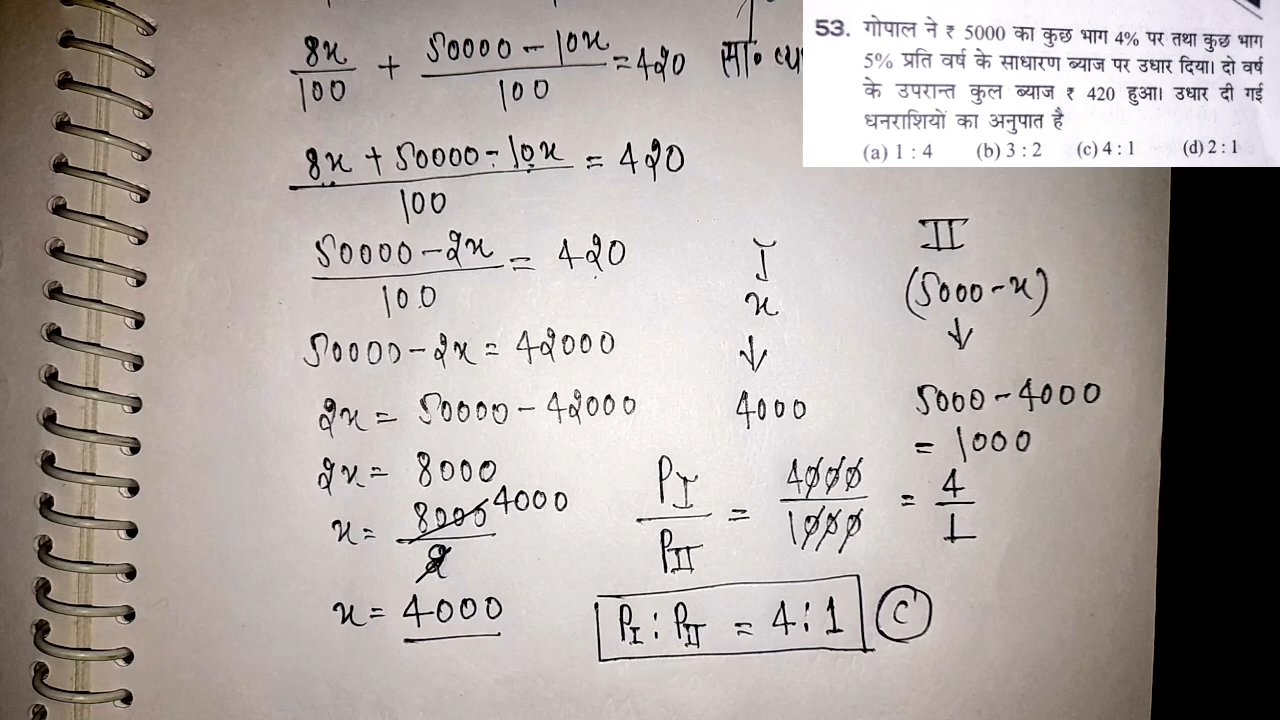 8x/100 + 50000-10x/100 = 420 सा०
8x + 50000-10x/100 = 420
50000-2x/100 = 420
50000-2x = 42000
2x = 50000-42000
2x = 8000
x = 8000/2 4000
x = 4000
I
x
↓
4000
II
(5000-x)
↓
5000-4000
= 1000
PI/PII = 4000/1000 = 4/1
PI : PII = 4:1 (C)
53. गोपाल ने ₹ 5000 का कुछ भाग 4% पर तथा कुछ भाग
5% प्रति वर्ष के साधारण ब्याज पर उधार दिया। दो वर्ष
के उपरान्त कुल ब्याज ₹ 420 हुआ। उधार दी गई
धनराशियों का अनुपात है
(a) 1 : 4 (b) 3 : 2 (c) 4 : 1 (d) 2 : 1